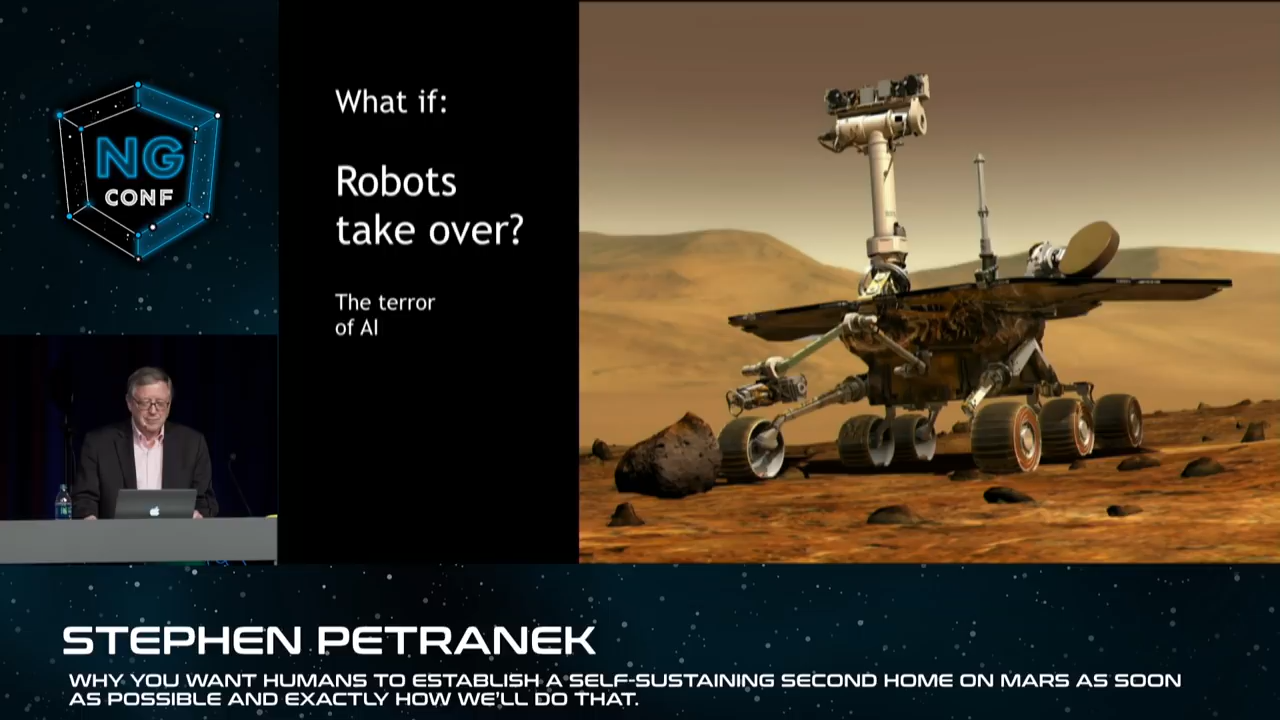 NG
CONF
What if:
Robots
take over?
The terror
of AI
STEPHEN PETRANEK
WHY YOU WANT HUMANS TO ESTABLISH A SELF-SUSTAINING SECOND HOME ON MARS AS SOON
AS POSSIBLE AND EXACTLY HOW WE'LL DO THAT.